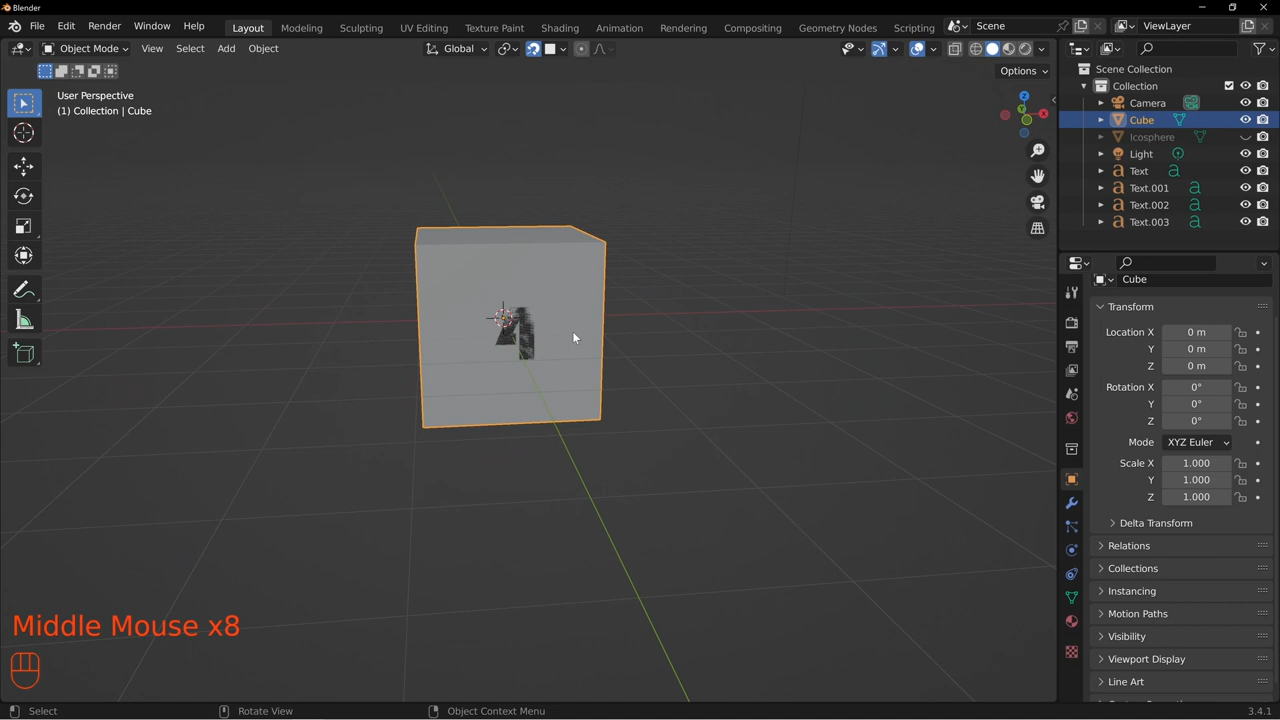 Blender
File Edit Render Window Help Layout Modeling Sculpting UV Editing Texture Paint Shading Animation Rendering Compositing Geometry Nodes Scripting Scene ViewLayer
Object Mode View Select Add Object Global
Options
User Perspective
(1) Collection | Cube
Z
Y
X
Scene Collection
Collection
Camera
Cube
Icosphere
Light
Text
Text.001
Text.002
Text.003
Cube
Transform
Location X 0 m
Y 0 m
Z 0 m
Rotation X 0°
Y 0°
Z 0°
Mode XYZ Euler
Scale X 1.000
Y 1.000
Z 1.000
Delta Transform
Relations
Collections
Instancing
Motion Paths
Visibility
Viewport Display
Line Art
Middle Mouse x8
Select Rotate View Object Context Menu 3.4.1